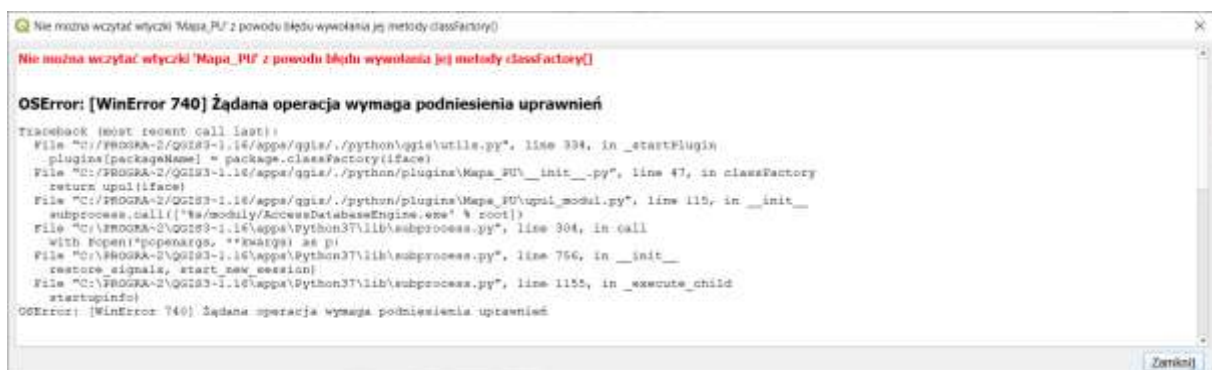 Nie można wczytać wtyczki 'Mapa_PU' z powodu błędu wywołania jej metody classFactory()
Nie można wczytać wtyczki 'Mapa_PU' z powodu błędu wywołania jej metody classFactory()
OSError: [WinError 740] Żądana operacja wymaga podniesienia uprawnień
Traceback (most recent call last):
File "C:/PROGRA~2/QGIS3~1.16/apps/qgis/./python\qgis\utils.py", line 334, in _startPlugin
plugins[packageName] = package.classFactory(iface)
File "C:/PROGRA~2/QGIS3~1.16/apps/qgis/./python/plugins\Mapa_PU\__init__.py", line 47, in classFactory
return upul(iface)
File "C:/PROGRA~2/QGIS3~1.16/apps/qgis/./python/plugins\Mapa_PU\upul_modul.py", line 115, in __init__
subprocess.call(['%s/moduly/AccessDatabaseEngine.exe' % root])
File "C:\PROGRA~2\QGIS3~1.16\apps\Python37\lib\subprocess.py", line 304, in call
with Popen(*popenargs, **kwargs) as p:
File "C:\PROGRA~2\QGIS3~1.16\apps\Python37\lib\subprocess.py", line 756, in __init__
restore_signals, start_new_session)
File "C:\PROGRA~2\QGIS3~1.16\apps\Python37\lib\subprocess.py", line 1155, in _execute_child
startupinfo)
OSError: [WinError 740] Żądana operacja wymaga podniesienia uprawnień
Zamknij